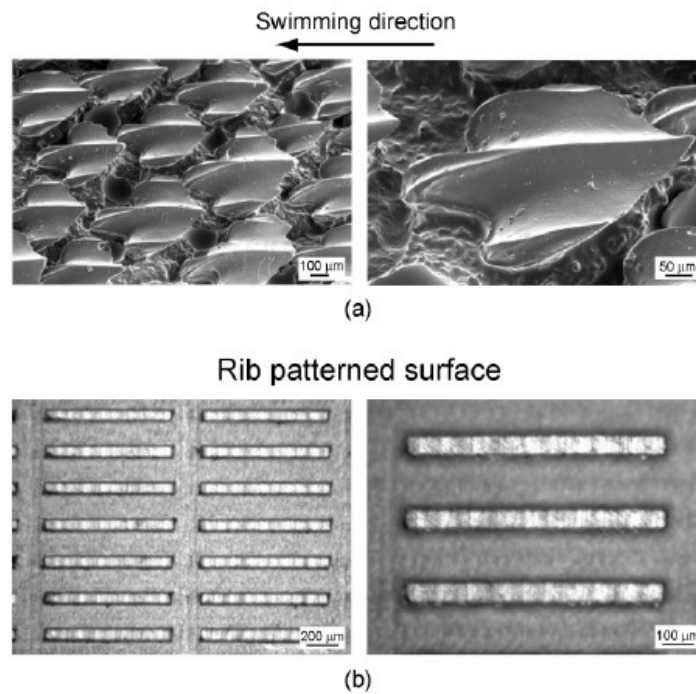 Swimming direction
100 μm
50 μm
(a)
Rib patterned surface
200 μm
100 μm
(b)